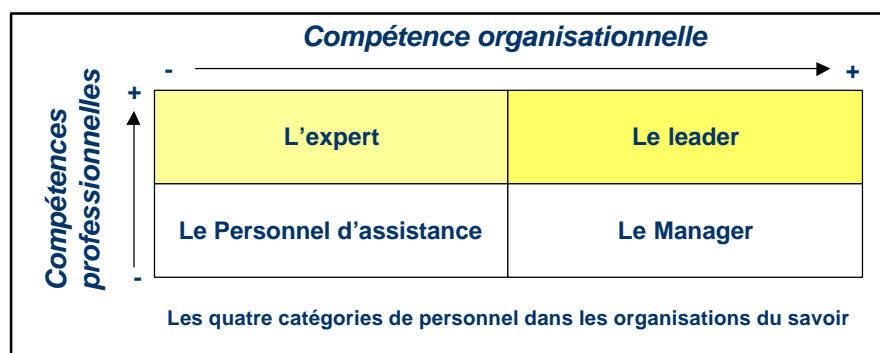 Compétence organisationnelle
- +
Compétences
professionnelles
+
-
L’expert Le leader
Le Personnel d’assistance Le Manager
Les quatre catégories de personnel dans les organisations du savoir